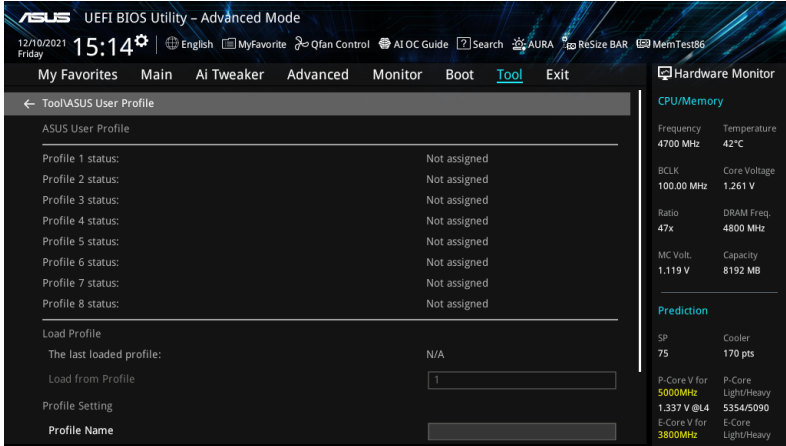 ASUS UEFI BIOS Utility – Advanced Mode
12/10/2021 Friday 15:14 English MyFavorite Qfan Control AI OC Guide ? Search AURA ReSize BAR MemTest86
My Favorites Main Ai Tweaker Advanced Monitor Boot Tool Exit
Hardware Monitor
← Tool\ASUS User Profile
ASUS User Profile
Profile 1 status: Not assigned
Profile 2 status: Not assigned
Profile 3 status: Not assigned
Profile 4 status: Not assigned
Profile 5 status: Not assigned
Profile 6 status: Not assigned
Profile 7 status: Not assigned
Profile 8 status: Not assigned
Load Profile
The last loaded profile: N/A
Load from Profile 1
Profile Setting
Profile Name
CPU/Memory
Frequency Temperature
4700 MHz 42°C
BCLK Core Voltage
100.00 MHz 1.261 V
Ratio DRAM Freq.
47x 4800 MHz
MC Volt. Capacity
1.119 V 8192 MB
Prediction
SP Cooler
75 170 pts
P-Core V for P-Core
5000MHz Light/Heavy
1.337 V @L4 5354/5090
E-Core V for E-Core
3800MHz Light/Heavy